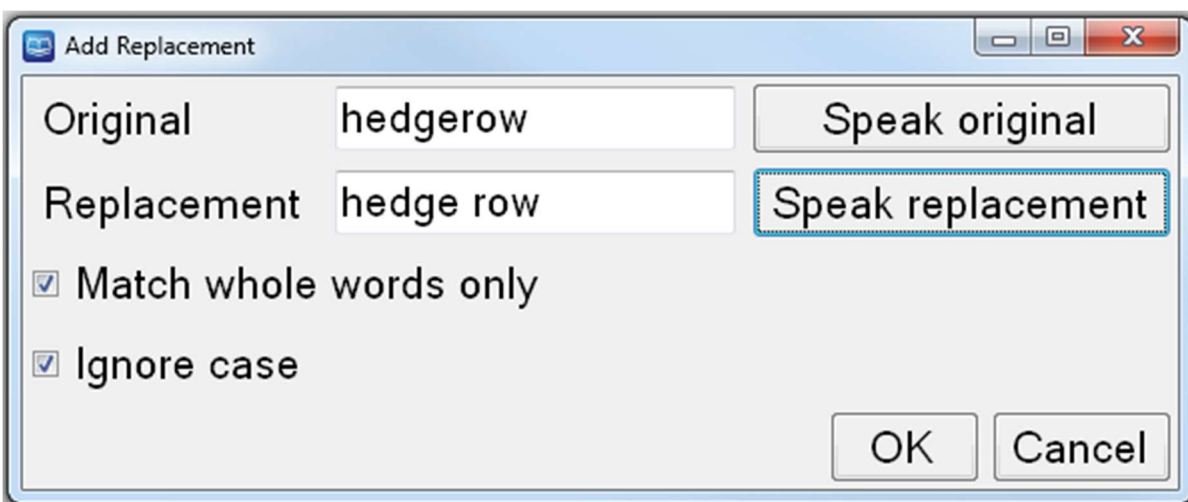 Add Replacement
Original hedgerow Speak original
Replacement hedge row Speak replacement
Match whole words only
Ignore case
OK Cancel